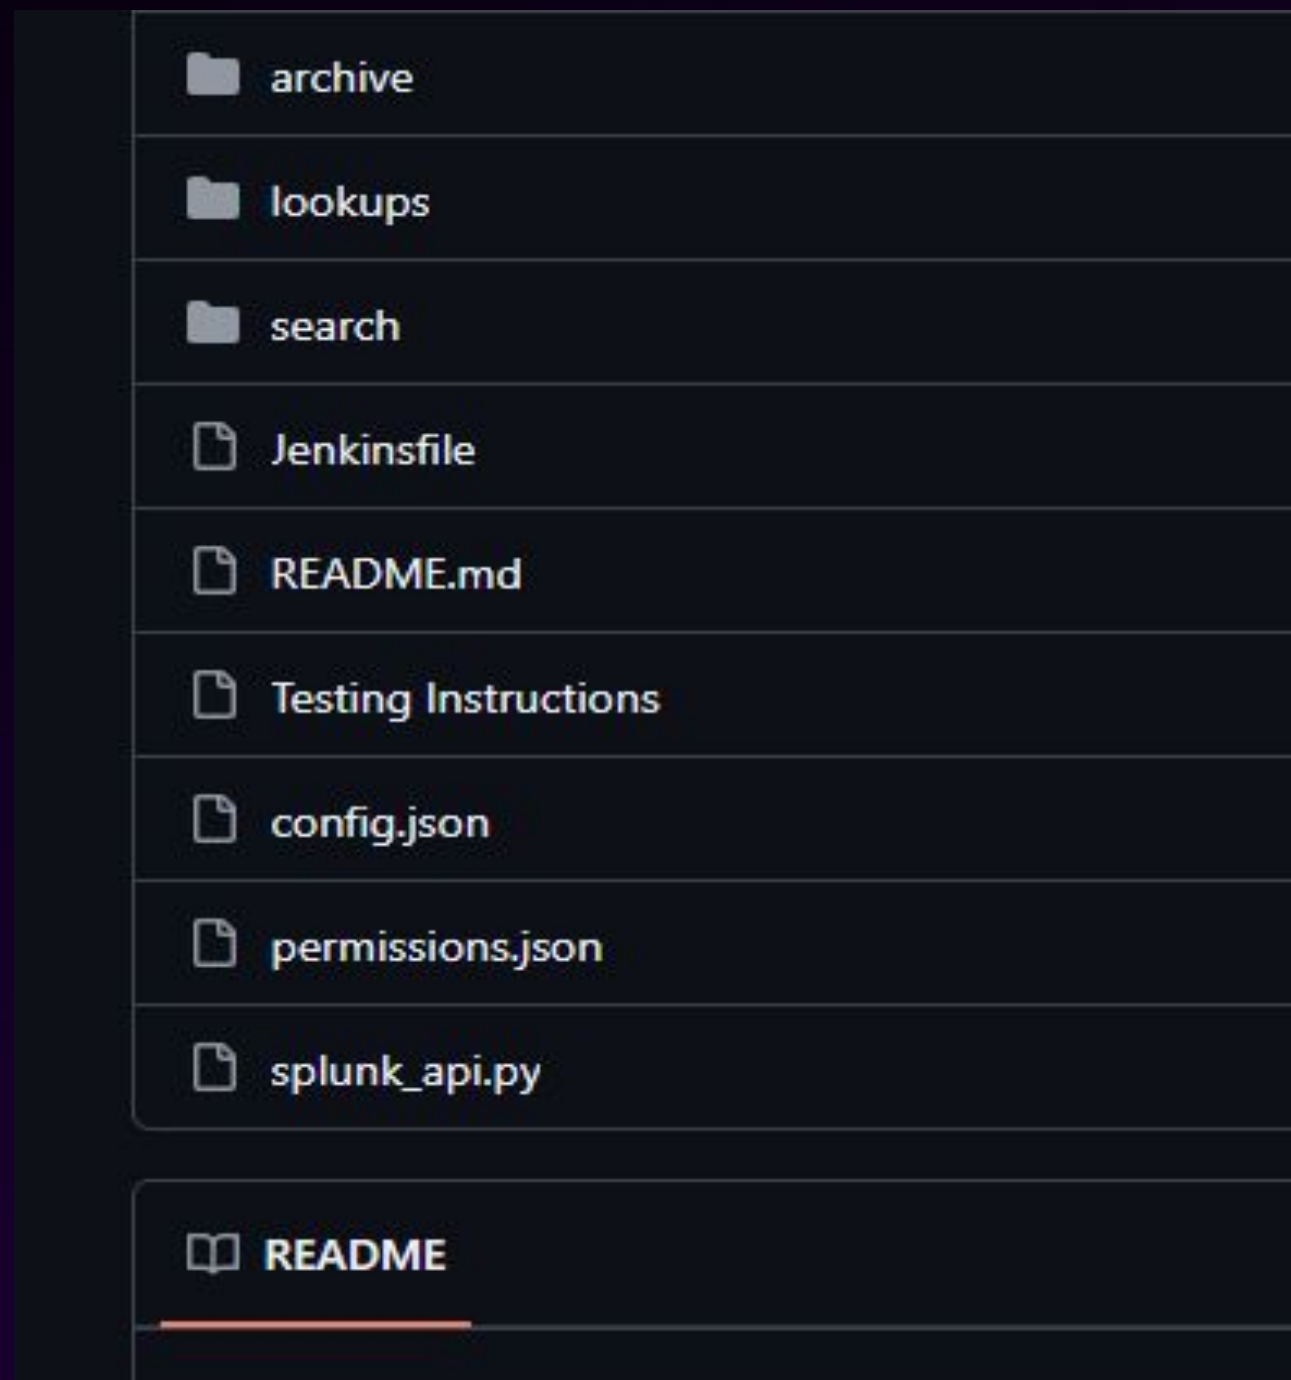 archive
lookups
search
Jenkinsfile
README.md
Testing Instructions
config.json
permissions.json
splunk_api.py
README